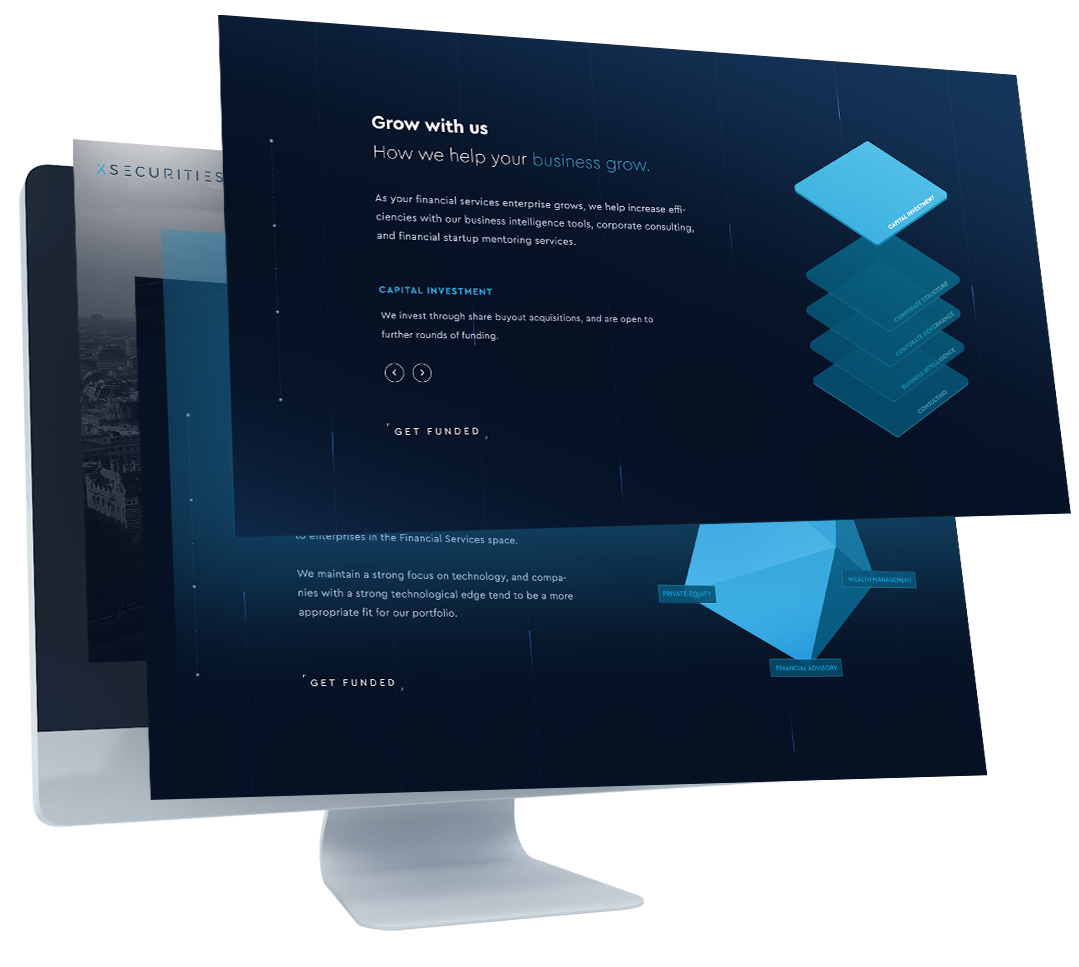 XSECURITIES
Grow with us
How we help your business grow.
As your financial services enterprise grows, we help increase effi-
ciencies with our business intelligence tools, corporate consulting,
and financial startup mentoring services.
CAPITAL INVESTMENT
We invest through share buyout acquisitions, and are open to
further rounds of funding.
GET FUNDED
CAPITAL INVESTMENT
CORPORATE STRUCTURE
CORPORATE GOVERNANCE
BUSINESS INTELLIGENCE
CONSULTING
to enterprises in the Financial Services space.
We maintain a strong focus on technology, and compa-
nies with a strong technological edge tend to be a more
appropriate fit for our portfolio.
GET FUNDED
WEALTH MANAGEMENT
PRIVATE EQUITY
FINANCIAL ADVISORY